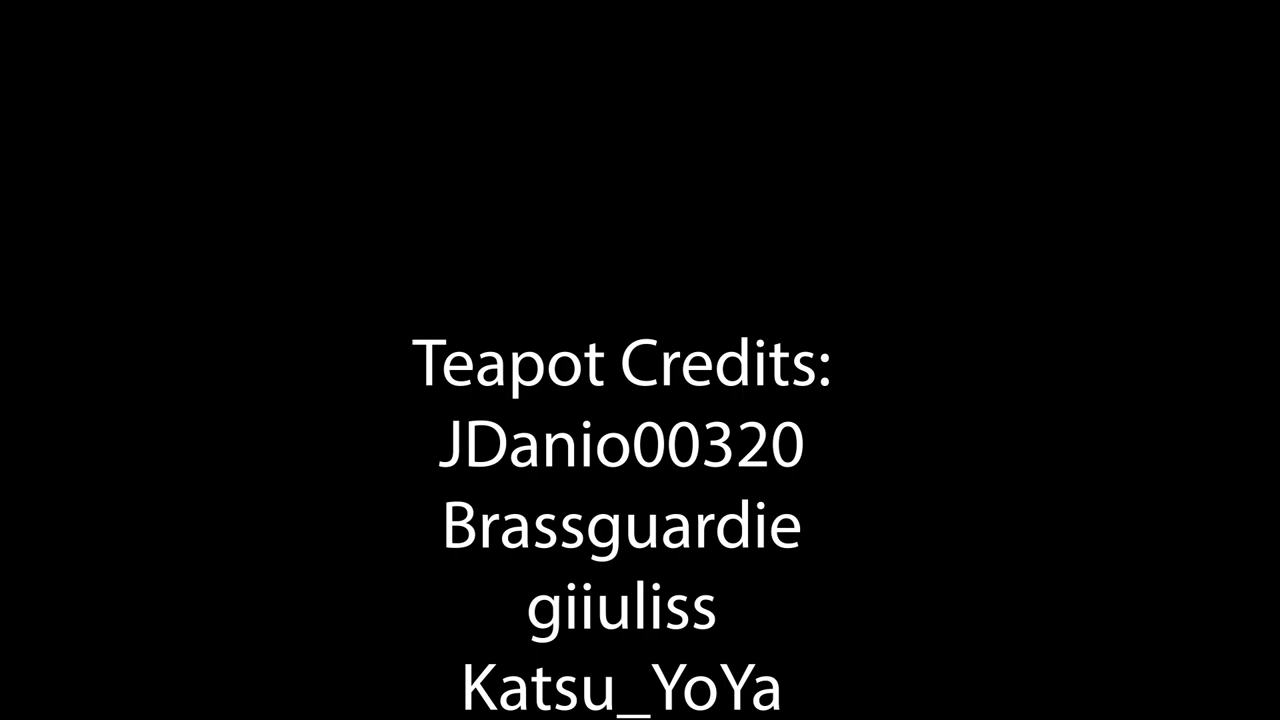 Teapot Credits:
JDanio00320
Brassguardie
giiuliss
Katsu_YoYa